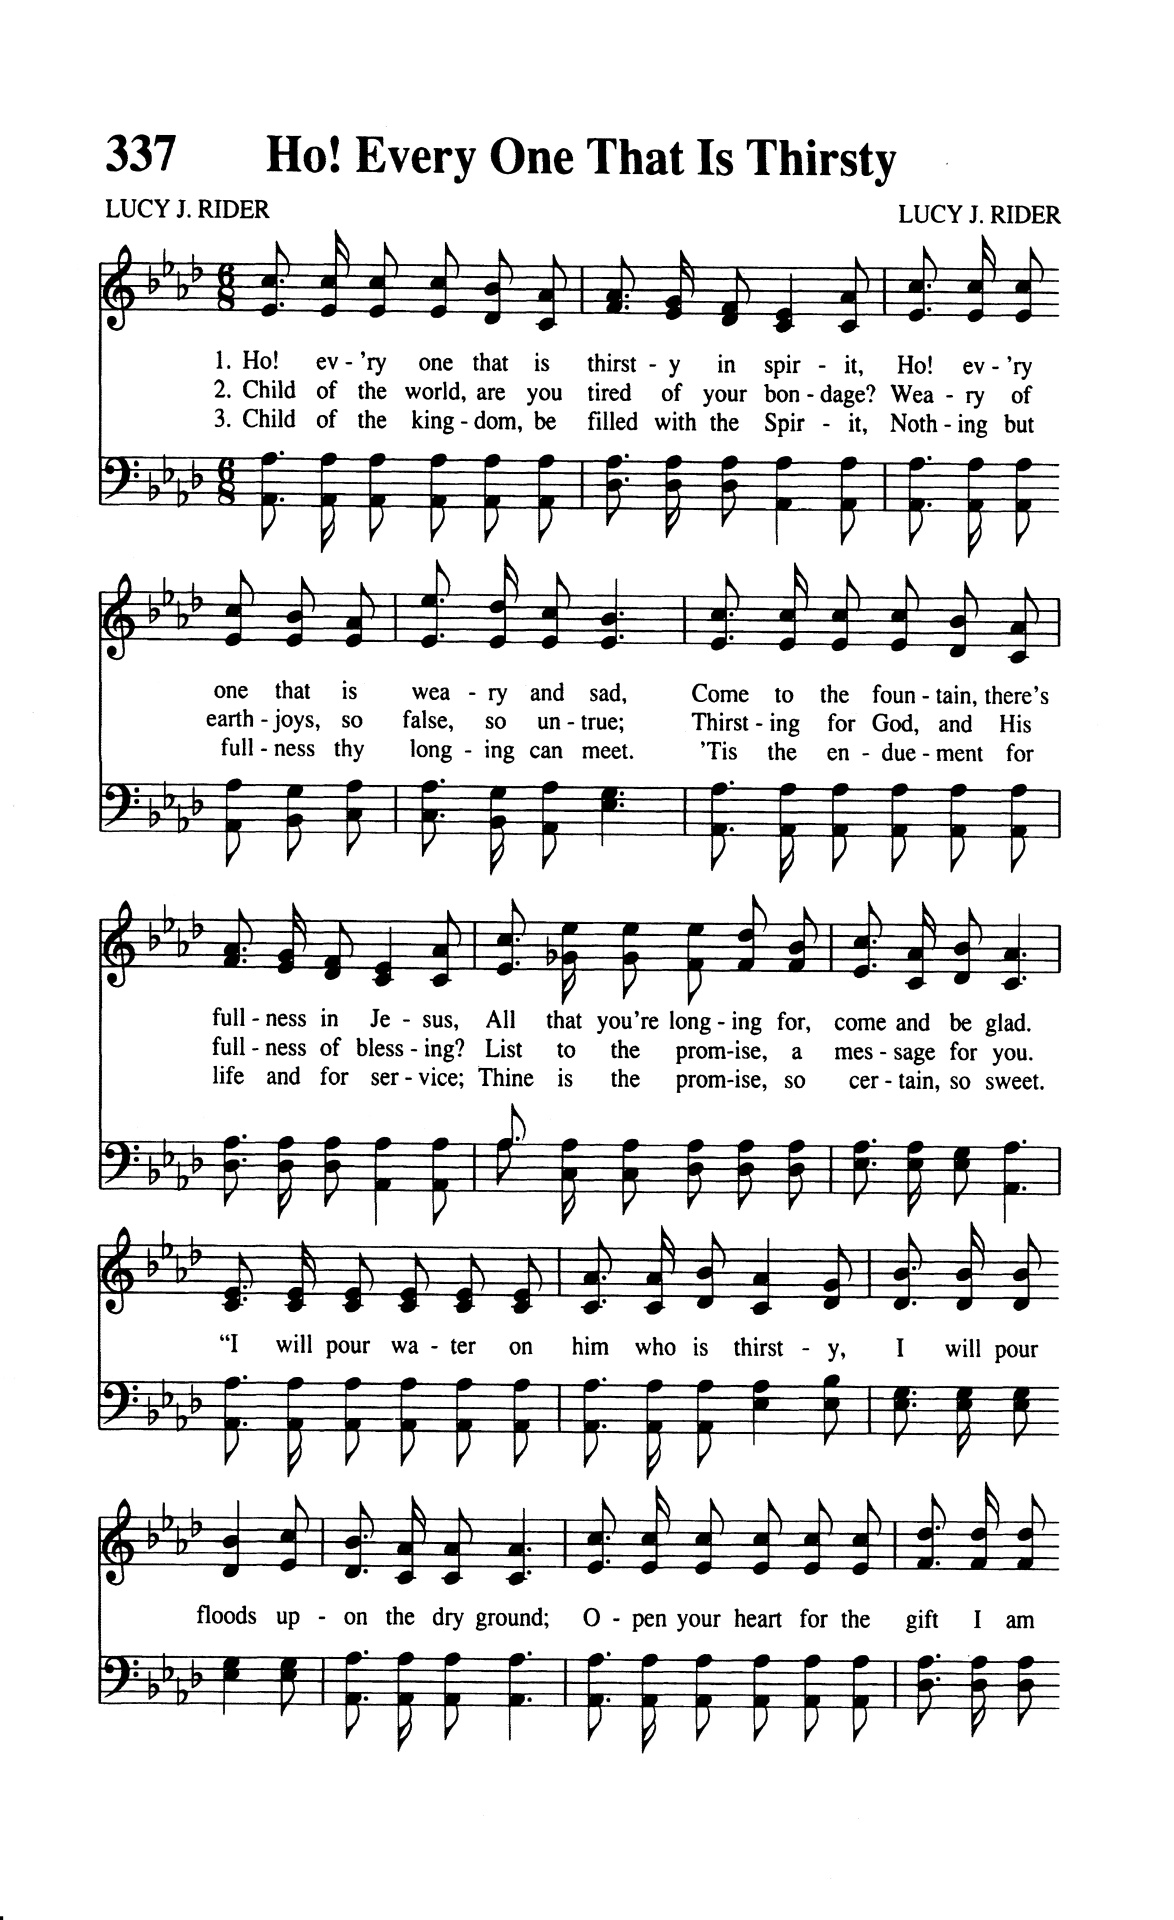 337 Ho! Every One That Is Thirsty
LUCY J. RIDER LUCY J. RIDER
1. Ho! ev - 'ry one that is thirst - y in spir - it, Ho! ev - 'ry
2. Child of the world, are you tired of your bon - dage? Wea - ry of
3. Child of the king - dom, be filled with the Spir - it, Noth - ing but
one that is wea - ry and sad, Come to the foun - tain, there's
earth - joys, so false, so un - true; Thirst - ing for God, and His
full - ness thy long - ing can meet. 'Tis the en - due - ment for
full - ness in Je - sus, All that you're long - ing for, come and be glad.
full - ness of bless - ing? List to the prom - ise, a mes - sage for you.
life and for ser - vice; Thine is the prom - ise, so cer - tain, so sweet.
“I will pour wa - ter on him who is thirst - y, I will pour
floods up - on the dry ground; O - pen your heart for the gift I am